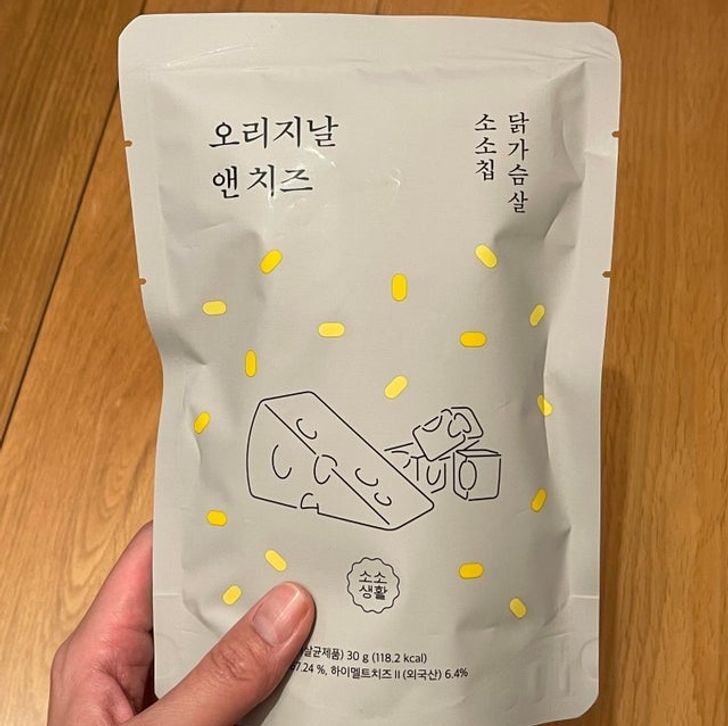 오리지날
앤 치즈
닭가슴살
소소칩
소소
생활
살균제품) 30 g (118.2 kcal)
7.24 %, 하이멜트치즈 II (외국산) 6.4%